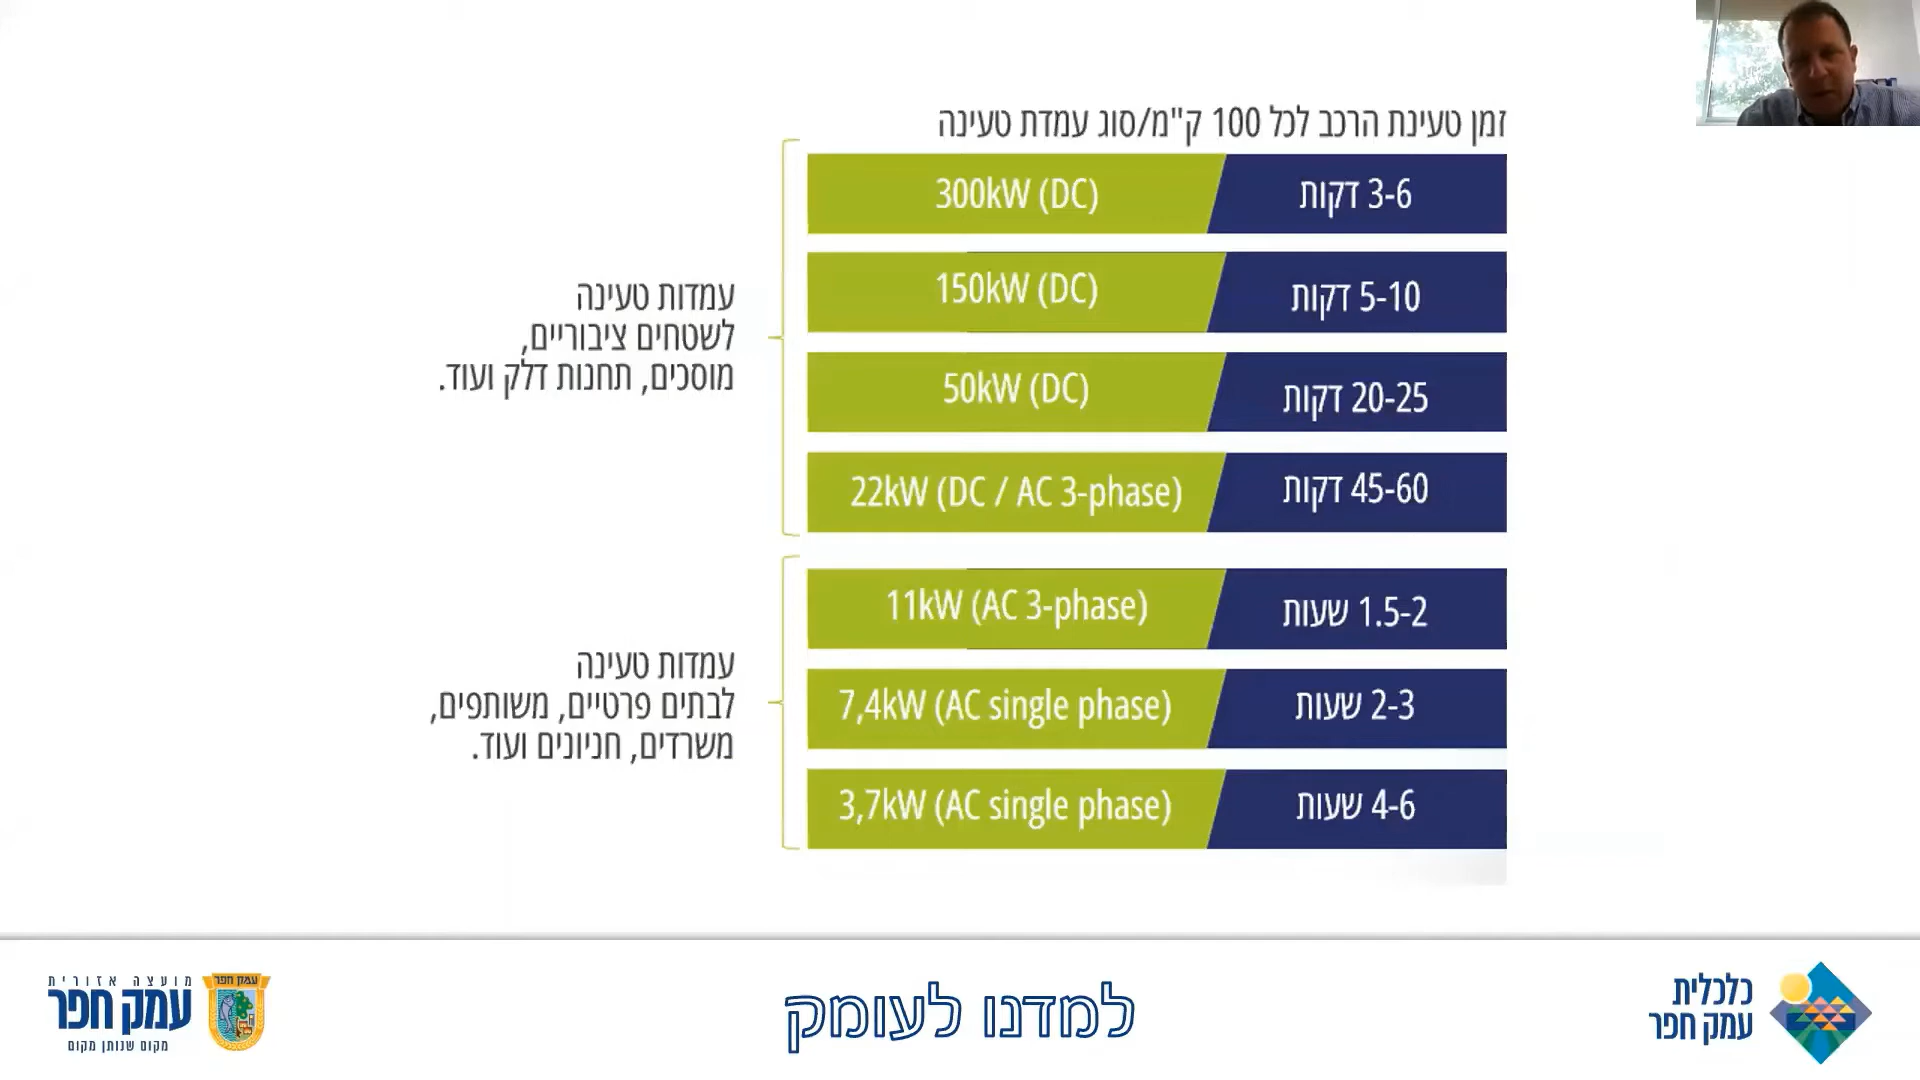 זמן טעינת הרכב לכל 100 ק"מ/סוג עמדת טעינה
3-6 דקות
300kW (DC)
5-10 דקות
150kW (DC)
20-25 דקות
50kW (DC)
45-60 דקות
22kW (DC / AC 3-phase)
עמדות טעינה
לשטחים ציבוריים,
מוסכים, תחנות דלק ועוד.
1.5-2 שעות
11kW (AC 3-phase)
2-3 שעות
7,4kW (AC single phase)
4-6 שעות
3,7kW (AC single phase)
עמדות טעינה
לבתים פרטיים, משותפים,
משרדים, חניונים ועוד.
כלכלית
עמק חפר
למדנו לעומק
עמק חפר
מועצה אזורית
עמק חפר
מקום שנותן מקום